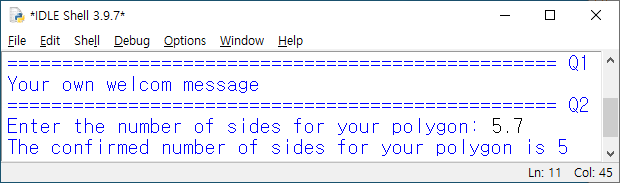 *IDLE Shell 3.9.7*
File Edit Shell Debug Options Window Help
================================================== Q1
Your own welcom message
================================================== Q2
Enter the number of sides for your polygon: 5.7
The confirmed number of sides for your polygon is 5
Ln: 11 Col: 45